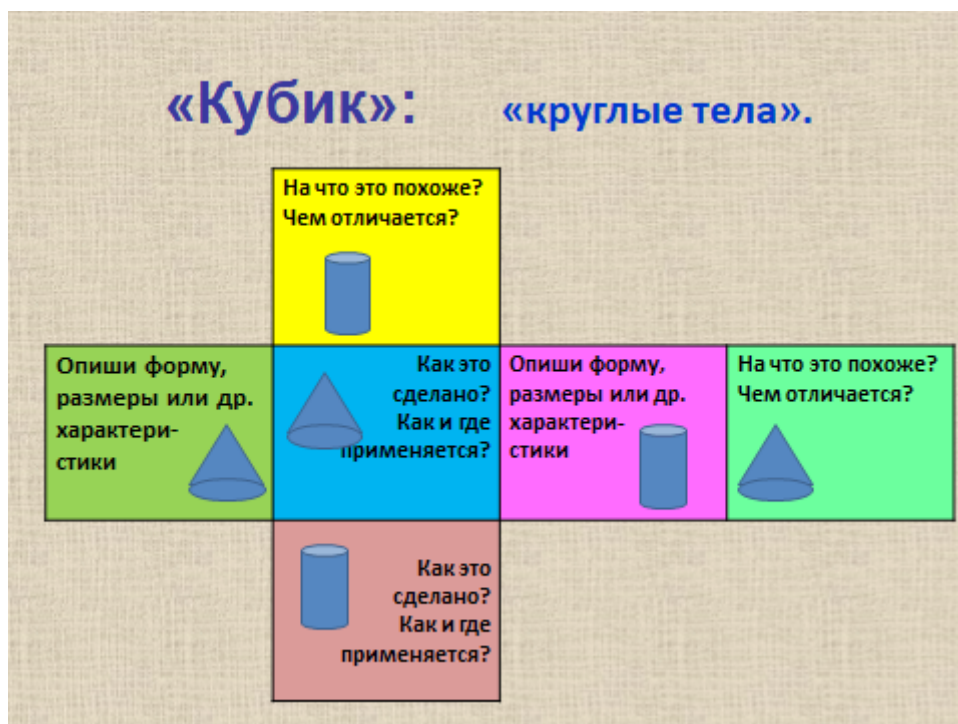 «Кубик»: «круглые тела».
На что это похоже?
Чем отличается?
Опиши форму,
размеры или др.
характери-
стики
Как это
сделано?
Как и где
применяется?
Опиши форму,
размеры или др.
характери-
стики
На что это похоже?
Чем отличается?
Как это
сделано?
Как и где
применяется?